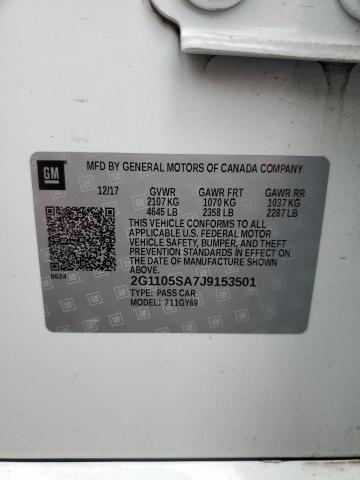 GM
MFD BY GENERAL MOTORS OF CANADA COMPANY
12/17 GVWR GAWR FRT GAWR RR
2107 KG 1070 KG 1037 KG
4645 LB 2358 LB 2287 LB
THIS VEHICLE CONFORMS TO ALL
APPLICABLE U.S. FEDERAL MOTOR
VEHICLE SAFETY, BUMPER, AND THEFT
PREVENTION STANDARDS IN EFFECT
ON THE DATE OF MANUFACTURE SHOWN
ABOVE.
8624
2G1105SA7J9153501
TYPE: PASS CAR
MODEL: 711GY69